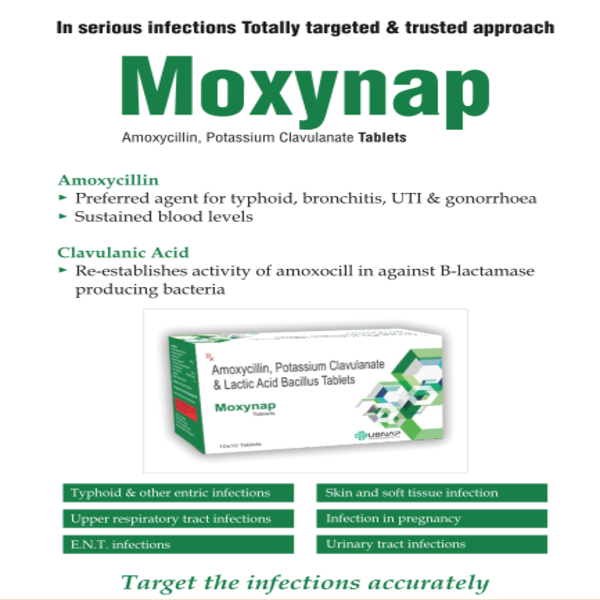 In serious infections Totally targeted & trusted approach
Moxynap
Amoxycillin, Potassium Clavulanate Tablets
Amoxycillin
► Preferred agent for typhoid, bronchitis, UTI & gonorrhoea
► Sustained blood levels
Clavulanic Acid
► Re-establishes activity of amoxocill in against B-lactamase
producing bacteria
Rx
Amoxycillin, Potassium Clavulanate
& Lactic Acid Bacillus Tablets
Moxynap
Tablets
10x10 Tablets
UBNAP
Typhoid & other entric infections
Skin and soft tissue infection
Upper respiratory tract infections
Infection in pregnancy
E.N.T. infections
Urinary tract infections
Target the infections accurately